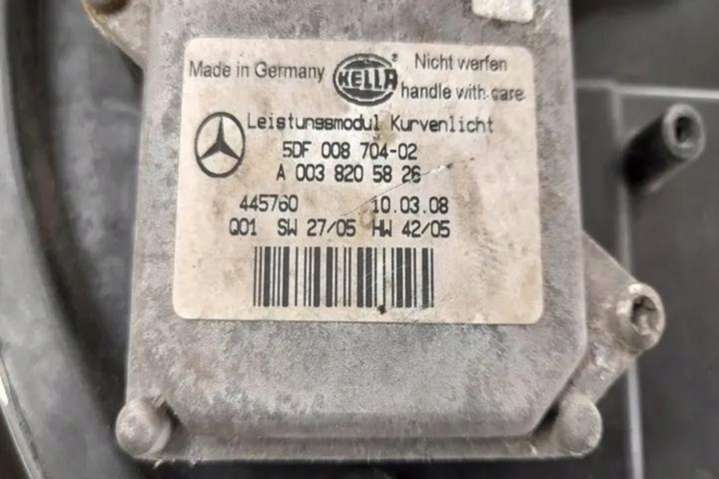 Made in Germany HELLA ® Nicht werfen
handle with care
Leistungsmodul Kurvenlicht
5DF 008 704-02
A 003 820 58 26
445760 10.03.08
Q01 SW 27/05 HW 42/05